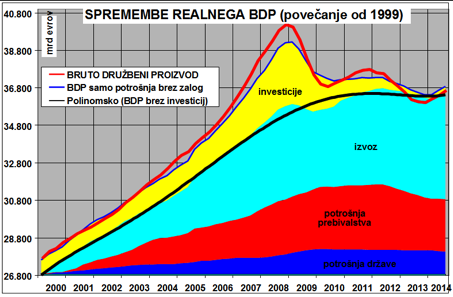 SPREMEMBE REALNEGA BDP (povečanje od 1999)
mrd evrov
40.800
38.800
36.800
34.800
32.800
30.800
28.800
26.800
BRUTO DRUŽBENI PROIZVOD
BDP samo potrošnja brez zalog
Polinomsko (BDP brez investicij)
investicije
izvoz
potrošnja
prebivalstva
potrošnja države
2000 2001 2002 2003 2004 2005 2006 2007 2008 2009 2010 2011 2012 2013 2014